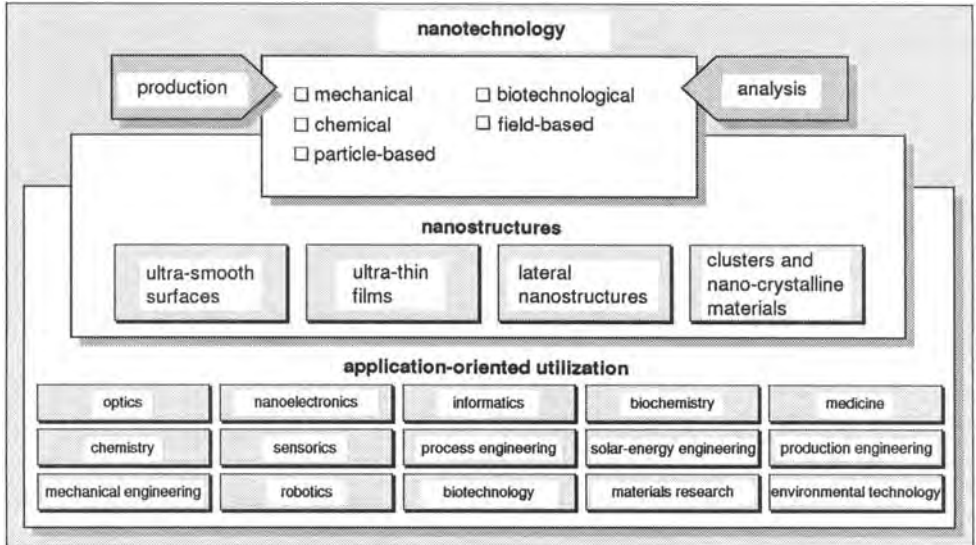 nanotechnology
production
☐ mechanical
☐ chemical
☐ particle-based
☐ biotechnological
☐ field-based
analysis
nanostructures
ultra-smooth
surfaces
ultra-thin
films
lateral
nanostructures
clusters and
nano-crystalline
materials
application-oriented utilization
optics
nanoelectronics
informatics
biochemistry
medicine
chemistry
sensorics
process engineering
solar-energy engineering
production engineering
mechanical engineering
robotics
biotechnology
materials research
environmental technology